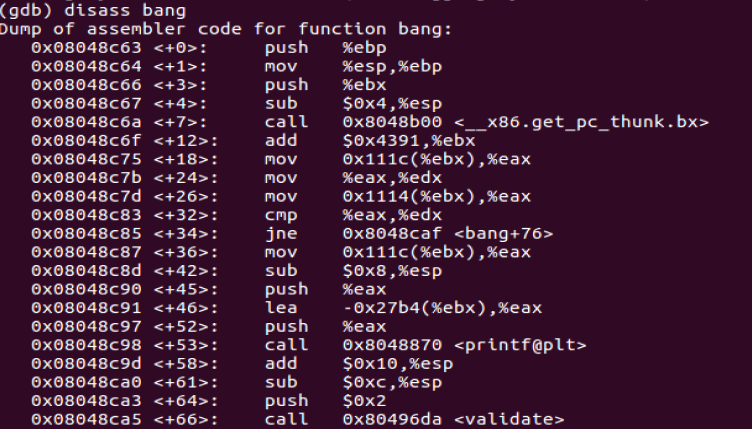 (gdb) disass bang
Dump of assembler code for function bang:
0x08048c63 <+0>: push %ebp
0x08048c64 <+1>: mov %esp,%ebp
0x08048c66 <+3>: push %ebx
0x08048c67 <+4>: sub $0x4,%esp
0x08048c6a <+7>: call 0x8048b00 <__x86.get_pc_thunk.bx>
0x08048c6f <+12>: add $0x4391,%ebx
0x08048c75 <+18>: mov 0x111c(%ebx),%eax
0x08048c7b <+24>: mov %eax,%edx
0x08048c7d <+26>: mov 0x1114(%ebx),%eax
0x08048c83 <+32>: cmp %eax,%edx
0x08048c85 <+34>: jne 0x8048caf <bang+76>
0x08048c87 <+36>: mov 0x111c(%ebx),%eax
0x08048c8d <+42>: sub $0x8,%esp
0x08048c90 <+45>: push %eax
0x08048c91 <+46>: lea -0x27b4(%ebx),%eax
0x08048c97 <+52>: push %eax
0x08048c98 <+53>: call 0x8048870 <printf@plt>
0x08048c9d <+58>: add $0x10,%esp
0x08048ca0 <+61>: sub $0xc,%esp
0x08048ca3 <+64>: push $0x2
0x08048ca5 <+66>: call 0x80496da <validate>